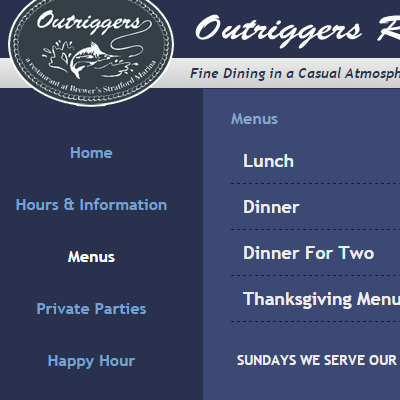 Outriggers
a restaurant at Brewer's Stratford Marina
Outriggers R
Fine Dining in a Casual Atmosph
Home
Hours & Information
Menus
Private Parties
Happy Hour
Menus
Lunch
Dinner
Dinner For Two
Thanksgiving Menu
SUNDAYS WE SERVE OUR